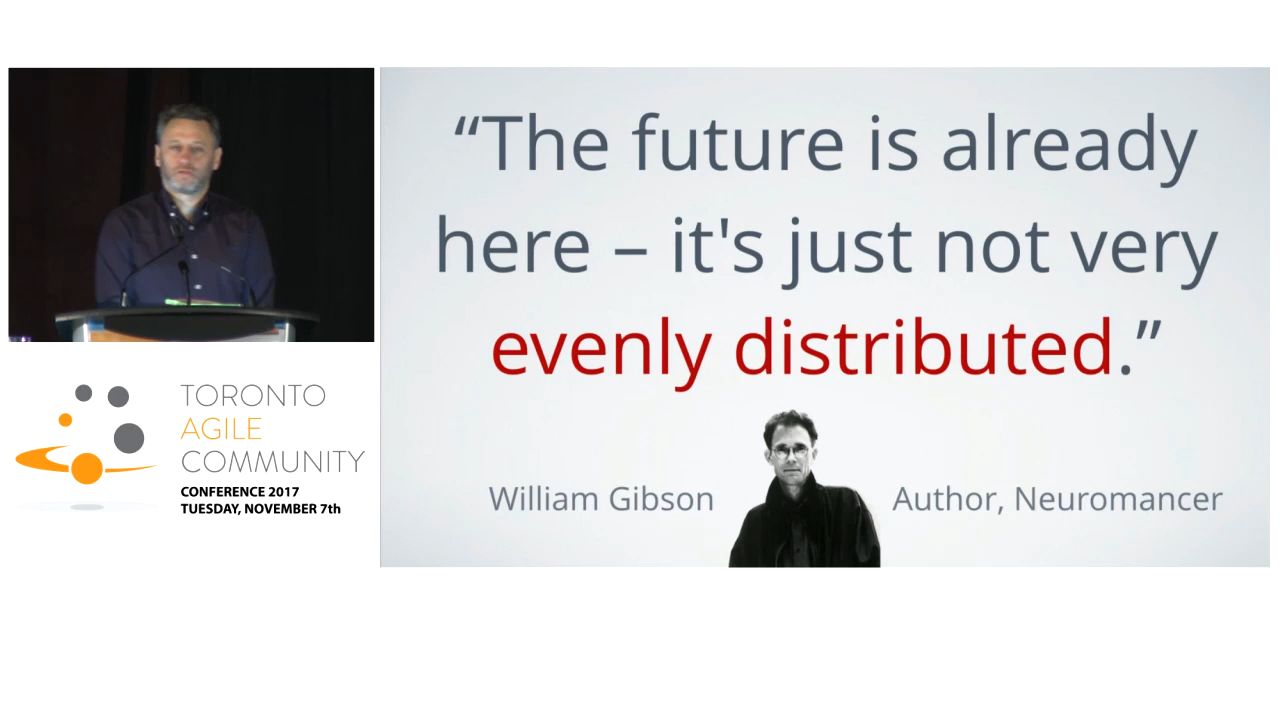 “The future is already
here – it's just not very
evenly distributed.”
William Gibson
Author, Neuromancer
TORONTO
AGILE
COMMUNITY
CONFERENCE 2017
TUESDAY, NOVEMBER 7th